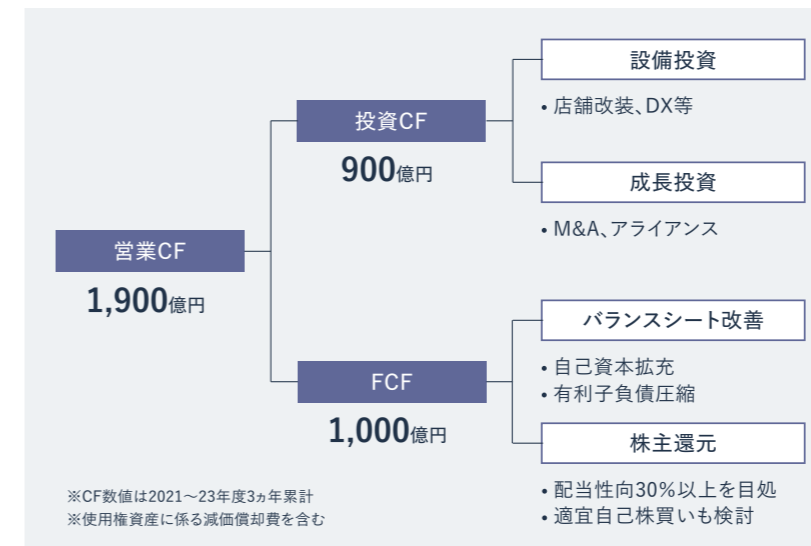 設備投資
• 店舗改装、DX等
投資CF
900億円
成長投資
• M&A、アライアンス
営業CF
1,900億円
バランスシート改善
• 自己資本拡充
• 有利子負債圧縮
FCF
1,000億円
株主還元
• 配当性向30%以上を目処
• 適宜自己株買いも検討
※CF数値は2021～23年度3ヵ年累計
※使用権資産に係る減価償却費を含む